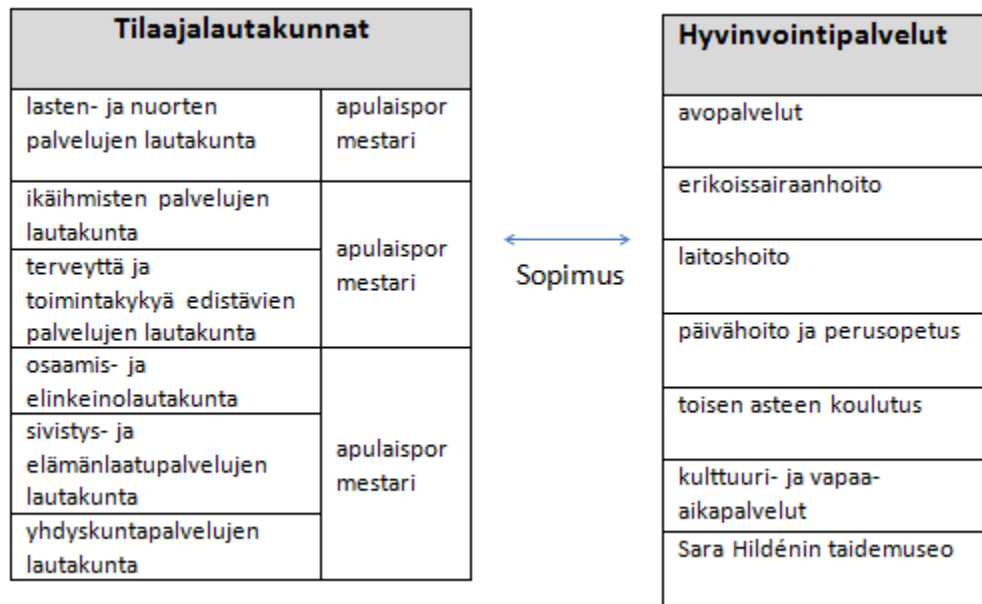 Tilaajalautakunnat
lasten- ja nuorten
palvelujen lautakunta
apulaispor
mestari
ikäihmisten palvelujen
lautakunta
terveyttä ja
toimintakykyä edistävien
palvelujen lautakunta
apulaispor
mestari
osaamis- ja
elinkeinolautakunta
sivistys- ja
elämänlaatupalvelujen
lautakunta
yhdyskuntapalvelujen
lautakunta
apulaispor
mestari
Sopimus
Hyvinvointipalvelut
avopalvelut
erikoissairaanhoito
laitoshoito
päivähoito ja perusopetus
toisen asteen koulutus
kulttuuri- ja vapaa-
aikapalvelut
Sara Hildénin taidemuseo